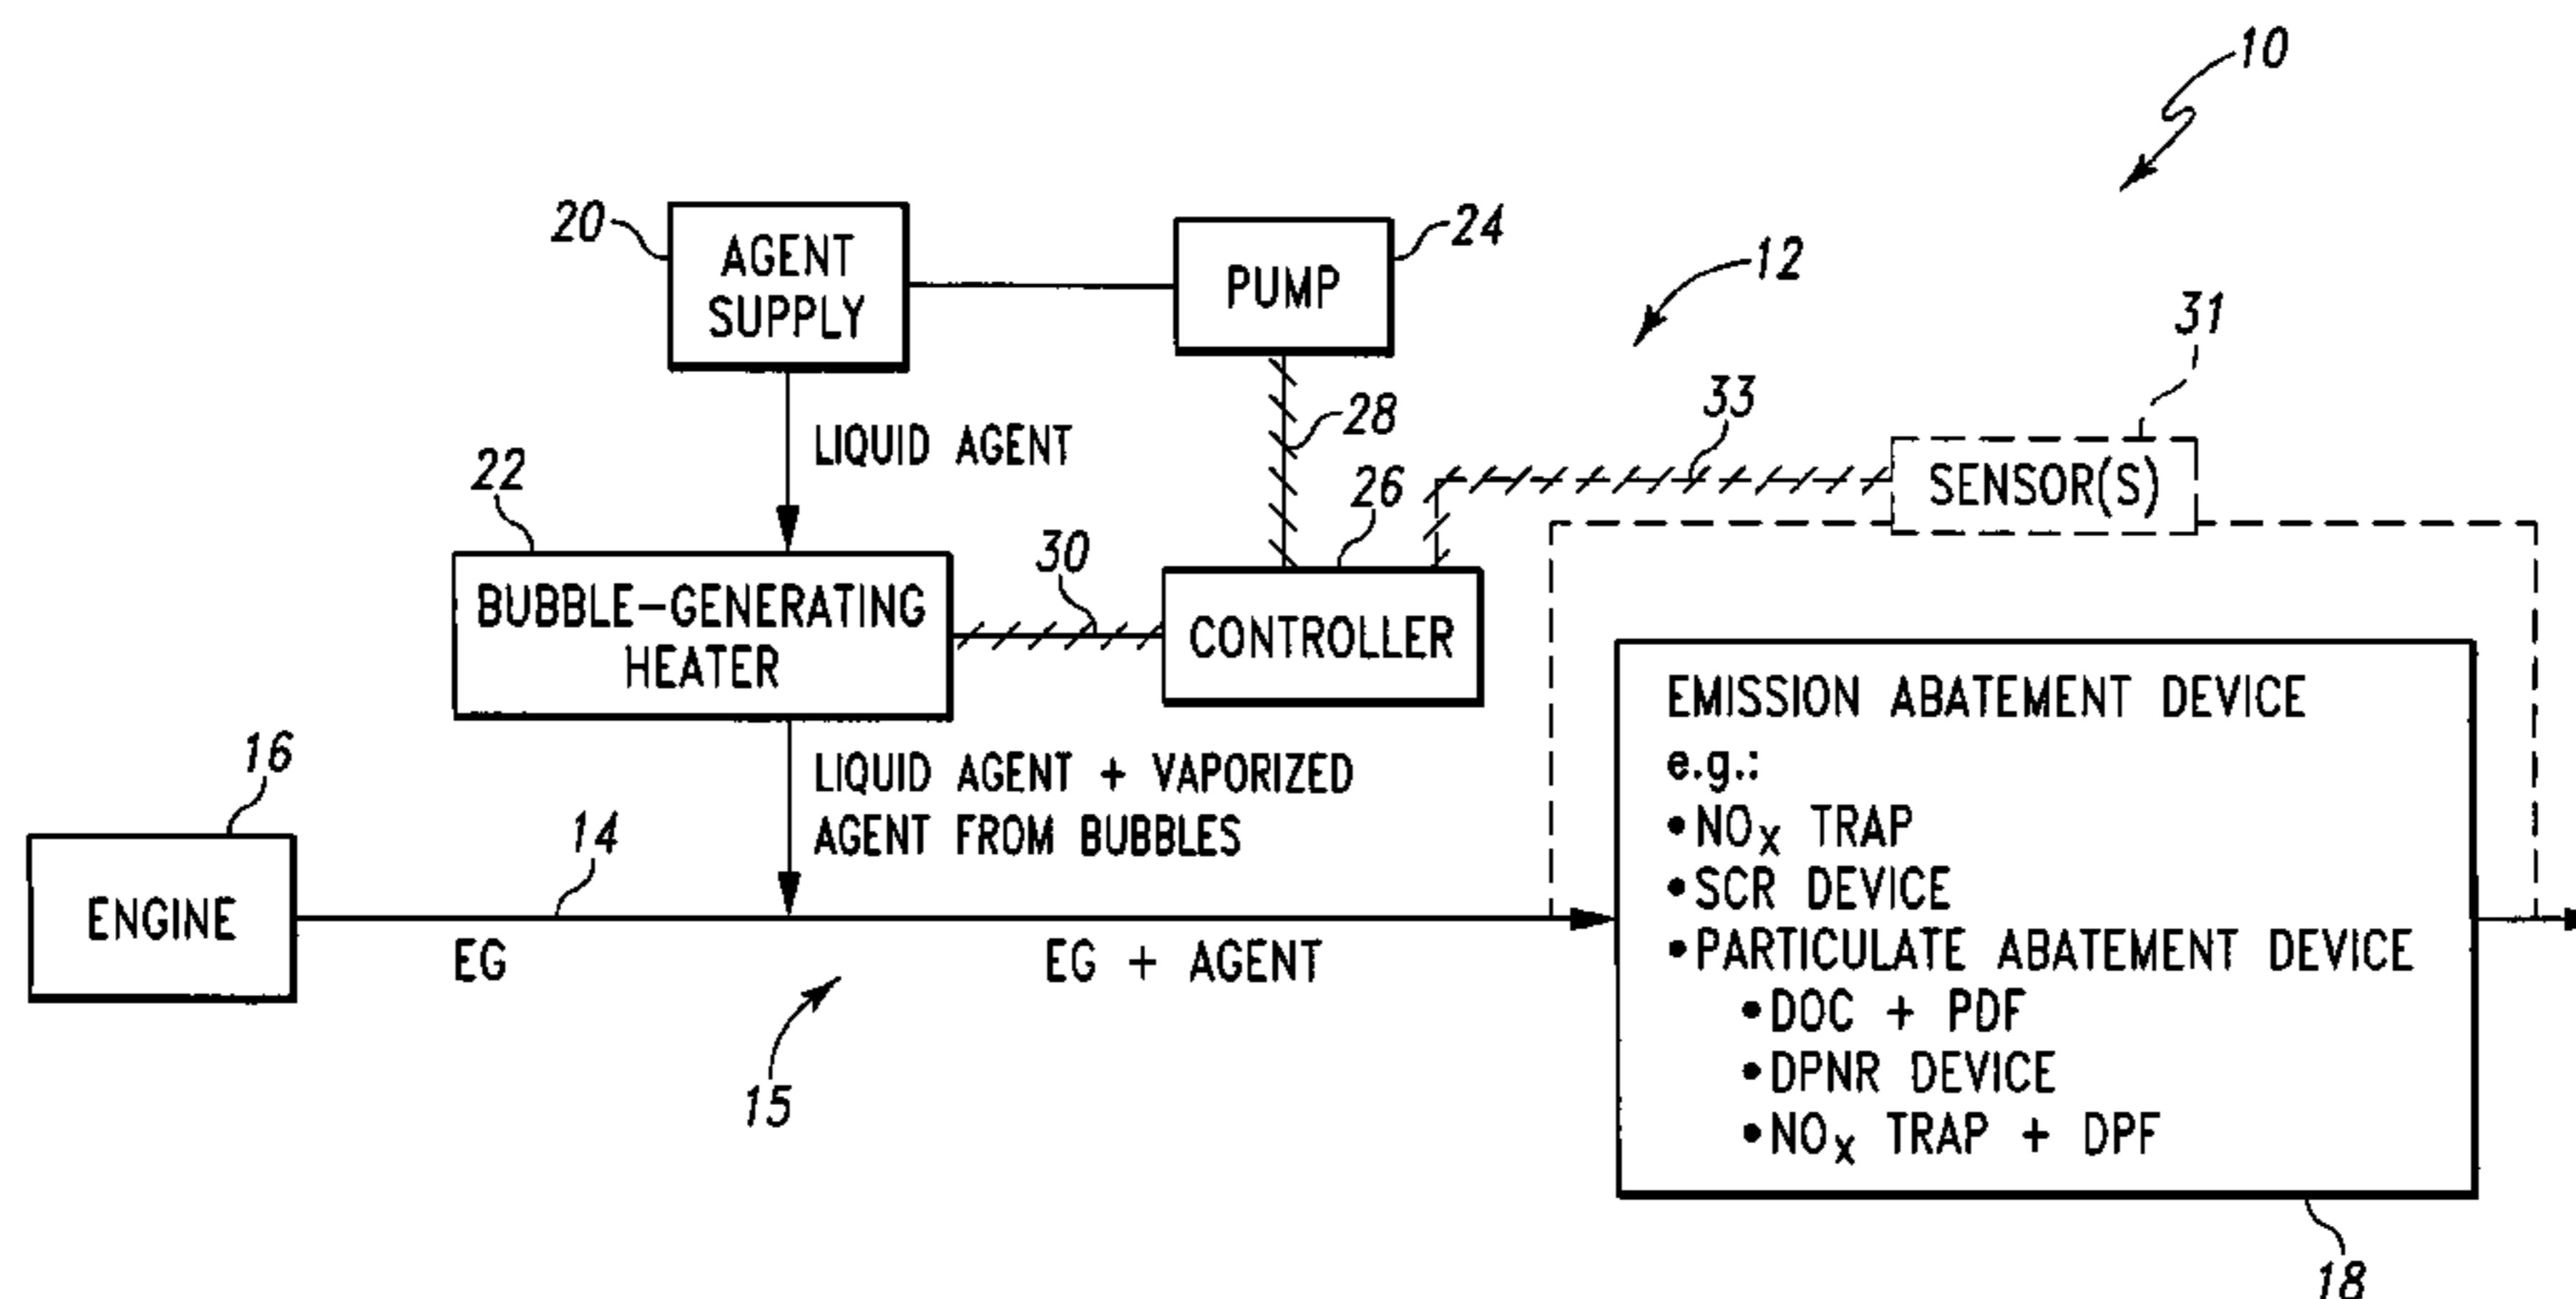 10
12
20
AGENT
SUPPLY
PUMP
24
31
LIQUID AGENT
28
33
SENSOR(S)
22
26
30
BUBBLE-GENERATING
HEATER
CONTROLLER
16
14
LIQUID AGENT + VAPORIZED
AGENT FROM BUBBLES
ENGINE
EG
EG + AGENT
15
EMISSION ABATEMENT DEVICE
e.g.:
•NOX TRAP
•SCR DEVICE
•PARTICULATE ABATEMENT DEVICE
•DOC + PDF
•DPNR DEVICE
•NOX TRAP + DPF
18